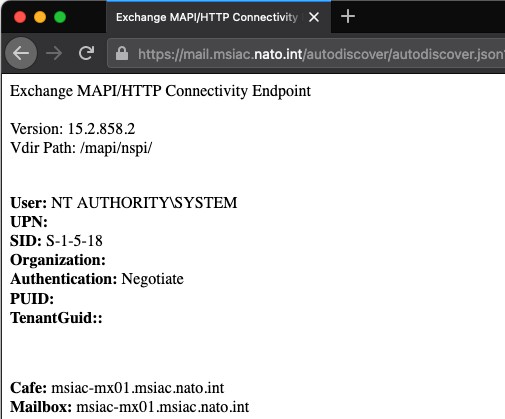 Exchange MAPI/HTTP Connectivity
https://mail.msiac.nato.int/autodiscover/autodiscover.json
Exchange MAPI/HTTP Connectivity Endpoint
Version: 15.2.858.2
Vdir Path: /mapi/nspi/
User: NT AUTHORITY\SYSTEM
UPN:
SID: S-1-5-18
Organization:
Authentication: Negotiate
PUID:
TenantGuid::
Cafe: msiac-mx01.msiac.nato.int
Mailbox: msiac-mx01.msiac.nato.int